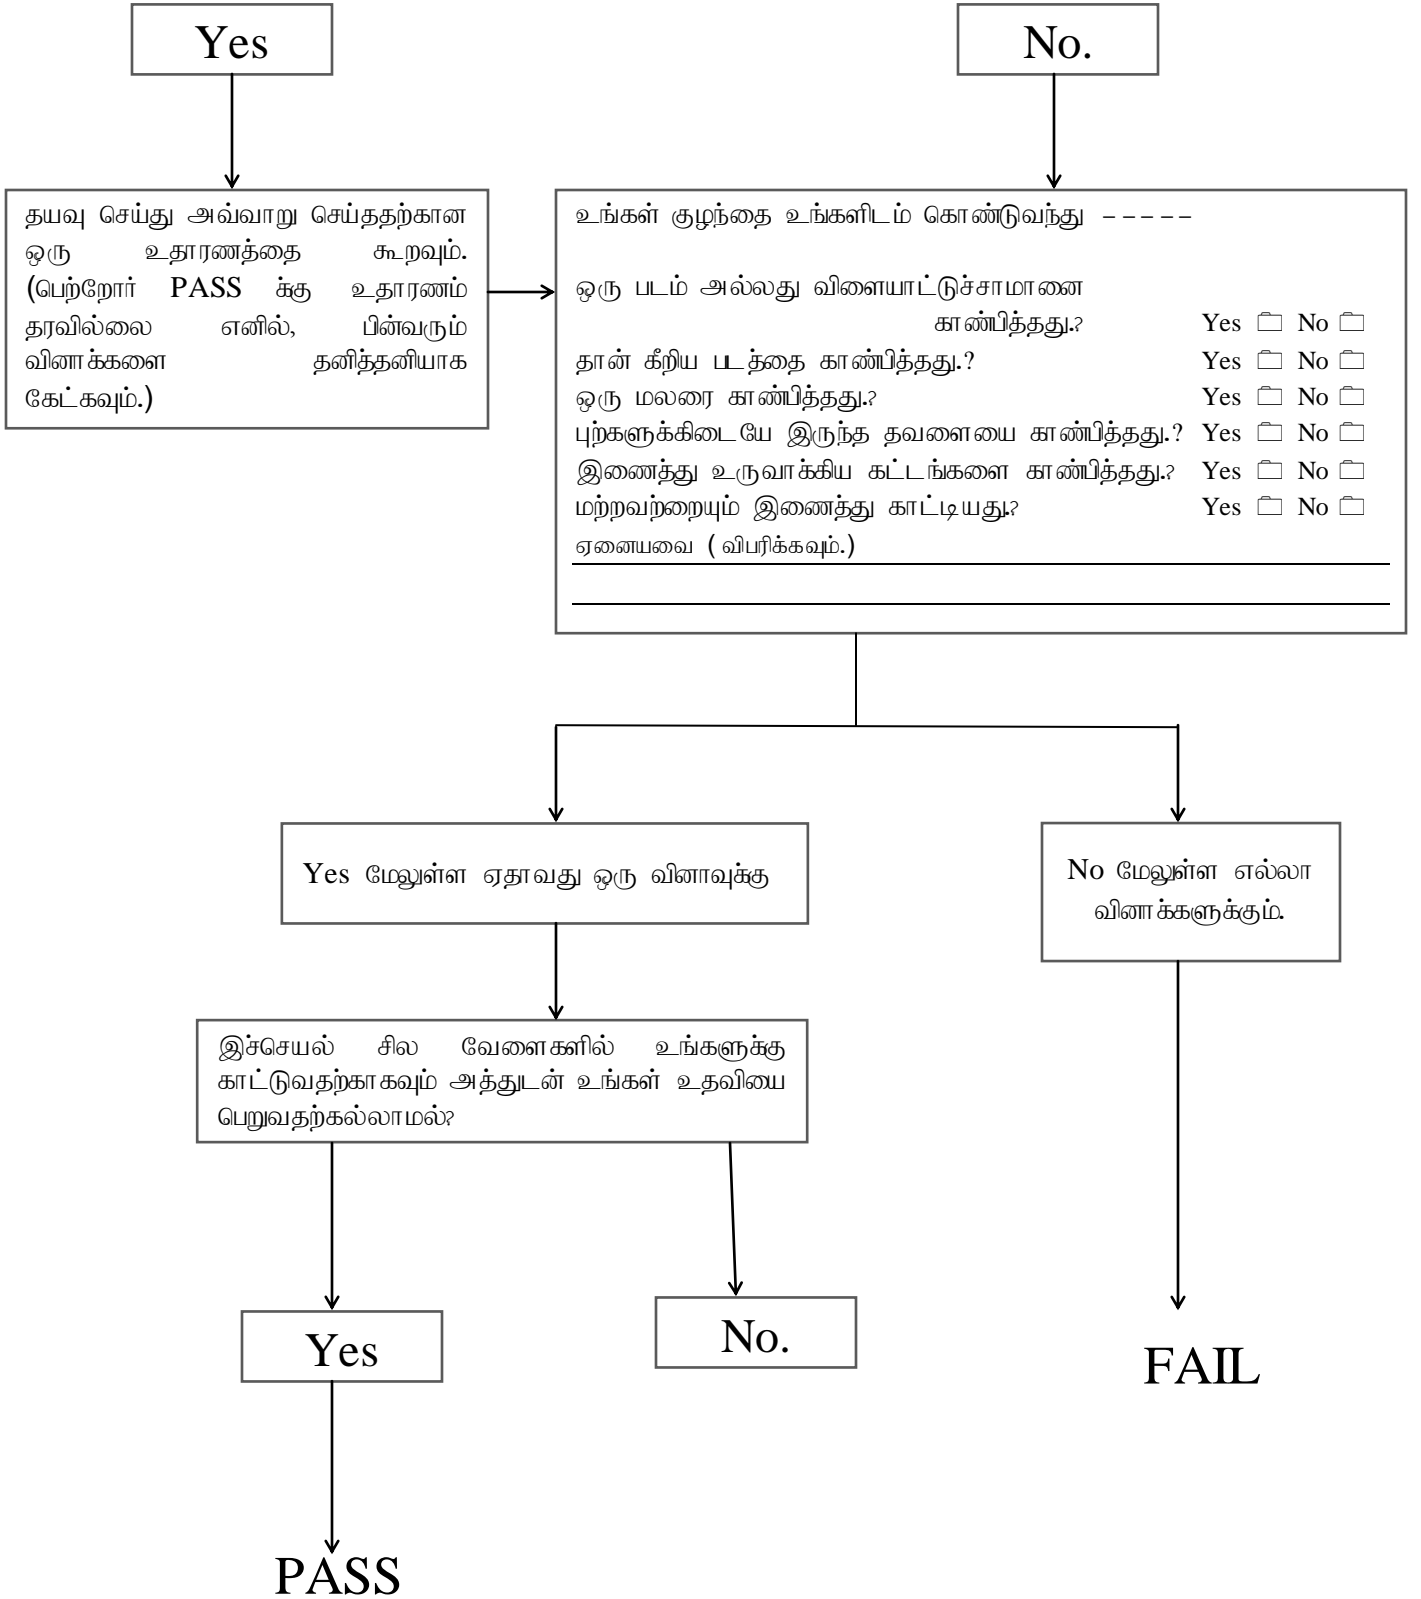 Yes
No.
தயவு செய்து அவ்வாறு செய்ததற்கான
ஒரு உதாரணத்தை கூறவும்.
(பெற்றோர் PASS க்கு உதாரணம்
தரவில்லை எனில், பின்வரும்
வினாக்களை தனித்தனியாக
கேட்கவும்.)
உங்கள் குழந்தை உங்களிடம் கொண்டுவந்து – – – – –
ஒரு படம் அல்லது விளையாட்டுச்சாமானை
காண்பித்தது.? Yes No
தான் கீறிய படத்தை காண்பித்தது.? Yes No
ஒரு மலரை காண்பித்தது.? Yes No
புற்களுக்கிடையே இருந்த தவளையை காண்பித்தது.? Yes No
இணைத்து உருவாக்கிய கட்டங்களை காண்பித்தது.? Yes No
மற்றவற்றையும் இணைத்து காட்டியது.? Yes No
ஏனையவை ( விபரிக்கவும்.)
Yes மேலுள்ள ஏதாவது ஒரு வினாவுக்கு
No மேலுள்ள எல்லா
வினாக்களுக்கும்.
இச்செயல் சில வேளைகளில் உங்களுக்கு
காட்டுவதற்காகவும் அத்துடன் உங்கள் உதவியை
பெறுவதற்கல்லாமல்?
Yes
No.
FAIL
PASS